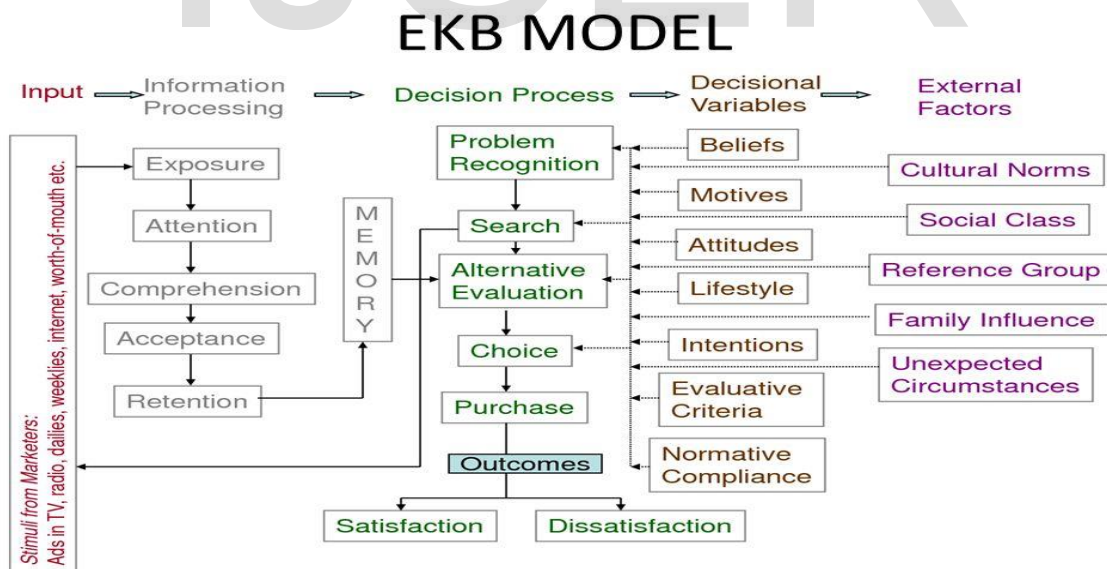 EKB MODEL
Input
Information
Processing
Decision Process
Decisional
Variables
External
Factors
Stimuli from Marketers:
Ads in TV, radio, dailies, weeklies, internet, worth-of-mouth etc.
Exposure
Attention
Comprehension
Acceptance
Retention
MEMORY
Problem
Recognition
Search
Alternative
Evaluation
Choice
Purchase
Outcomes
Satisfaction
Dissatisfaction
Beliefs
Motives
Attitudes
Lifestyle
Intentions
Evaluative
Criteria
Normative
Compliance
Cultural Norms
Social Class
Reference Group
Family Influence
Unexpected
Circumstances